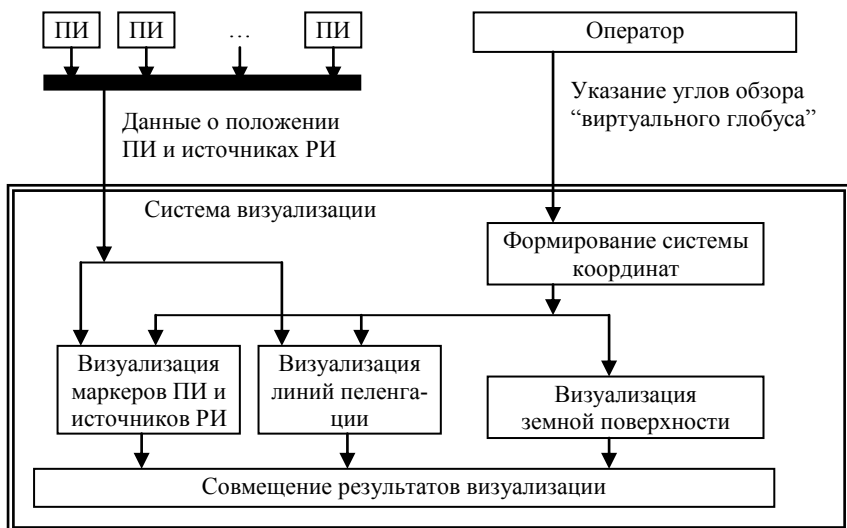 ПИ ПИ … ПИ
Оператор
Указание углов обзора
“виртуального глобуса”
Данные о положении
ПИ и источниках РИ
Система визуализации
Формирование системы
координат
Визуализация
маркеров ПИ и
источников РИ
Визуализация
линий пеленга-
ции
Визуализация
земной поверхности
Совмещение результатов визуализации